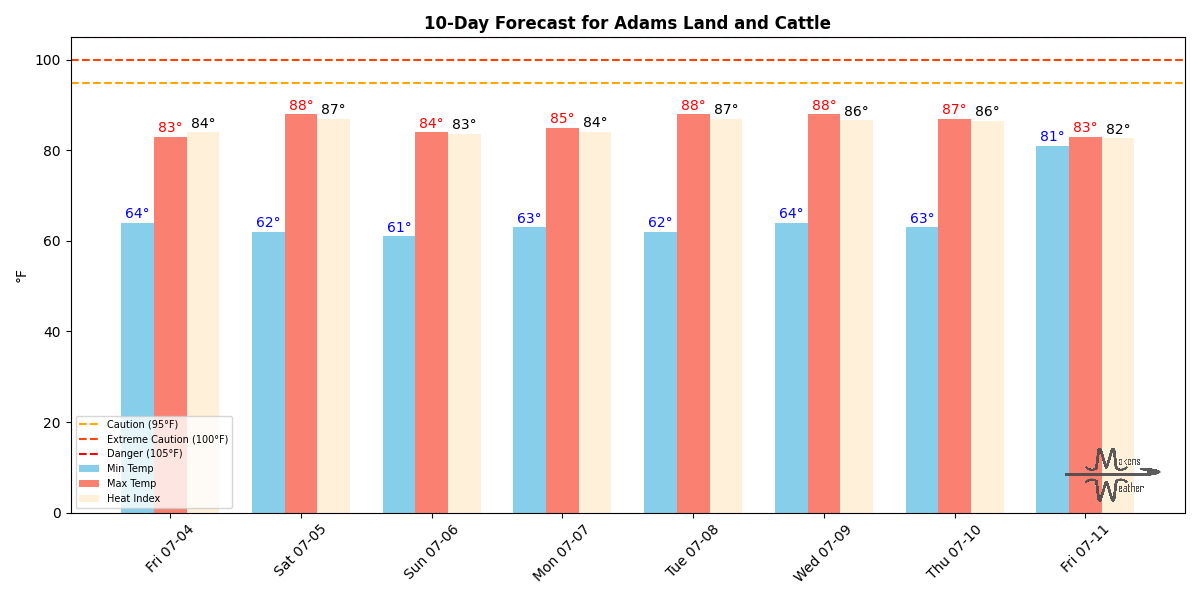 10-Day Forecast for Adams Land and Cattle
°F
100
80
60
40
20
0
64° 83° 84°
62° 88° 87°
61° 84° 83°
63° 85° 84°
62° 88° 87°
64° 88° 86°
63° 87° 86°
81° 83° 82°
Caution (95°F)
Extreme Caution (100°F)
Danger (105°F)
Min Temp
Max Temp
Heat Index
Fri 07-04
Sat 07-05
Sun 07-06
Mon 07-07
Tue 07-08
Wed 07-09
Thu 07-10
Fri 07-11